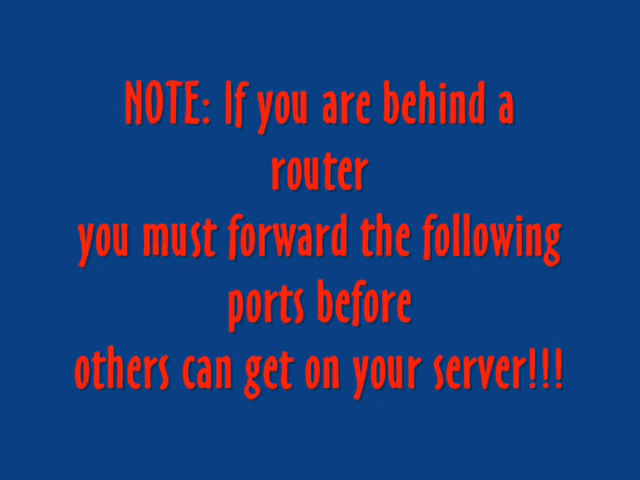 NOTE: If you are behind a
router
you must forward the following
ports before
others can get on your server!!!